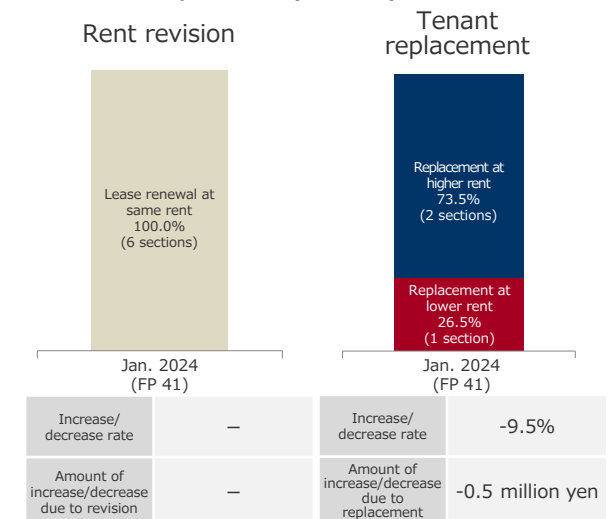 Rent revision
Lease renewal at
same rent
100.0%
(6 sections)
Jan. 2024
(FP 41)
Increase/
decrease rate
–
Amount of
increase/decrease
due to revision
–
Tenant
replacement
Replacement at
higher rent
73.5%
(2 sections)
Replacement at
lower rent
26.5%
(1 section)
Jan. 2024
(FP 41)
Increase/
decrease rate
-9.5%
Amount of
increase/decrease
due to
replacement
-0.5 million yen